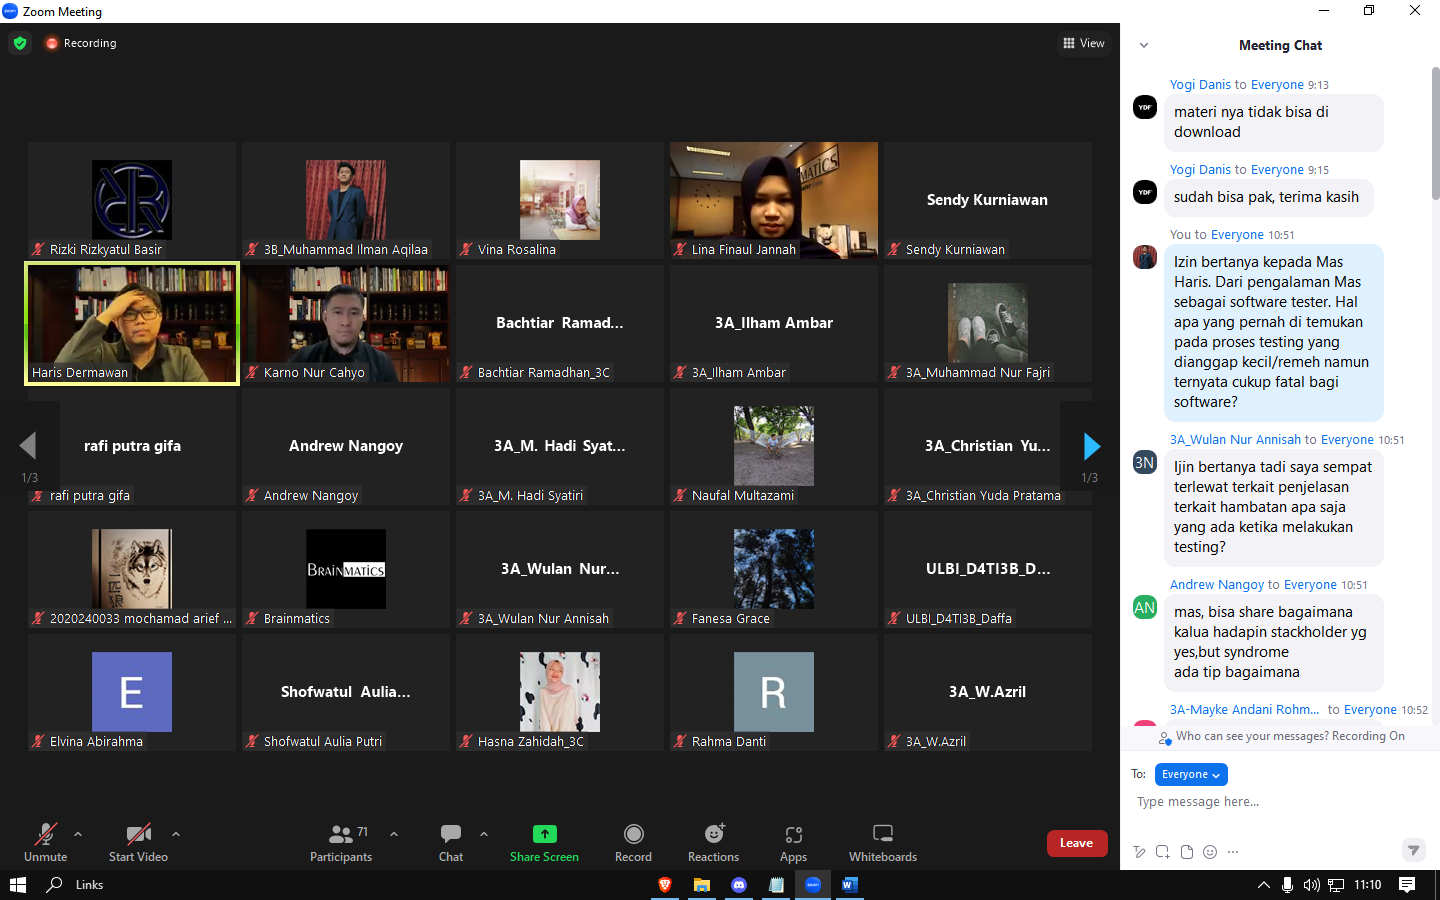 Zoom Meeting
Recording
View
Rizki Rizkyatul Basir
3B_Muhammad Ilman Aqilaa
Vina Rosalina
MATICS
Lina Finaul Jannah
Sendy Kurniawan
Sendy Kurniawan
Haris Dermawan
Karno Nur Cahyo
Bachtiar Ramad...
Bachtiar Ramadhan_3C
3A_Ilham Ambar
3A_Ilham Ambar
3A_Muhammad Nur Fajri
1/3
rafi putra gifa
rafi putra gifa
Andrew Nangoy
Andrew Nangoy
3A_M. Hadi Syat...
3A_M. Hadi Syatiri
Naufal Multazami
3A_Christian Yu...
3A_Christian Yuda Pratama
1/3
2020240033 mochamad arief ...
BRAINMATICS
Brainmatics
3A_Wulan Nur...
3A_Wulan Nur Annisah
Fanesa Grace
ULBI_D4TI3B_D...
ULBI_D4TI3B_Daffa
E
Elvina Abirahma
Shofwatul Aulia...
Shofwatul Aulia Putri
Hasna Zahidah_3C
R
Rahma Danti
3A_W.Azril
3A_W.Azril
Unmute
Start Video
71
Participants
Chat
Share Screen
Record
Reactions
Apps
Whiteboards
Leave
Meeting Chat
Yogi Danis to Everyone 9:13
YDF
materi nya tidak bisa di
download
Yogi Danis to Everyone 9:15
YDF
sudah bisa pak, terima kasih
You to Everyone 10:51
Izin bertanya kepada Mas
Haris. Dari pengalaman Mas
sebagai software tester. Hal
apa yang pernah di temukan
pada proses testing yang
dianggap kecil/remeh namun
ternyata cukup fatal bagi
software?
3A_Wulan Nur Annisah to Everyone 10:51
3N
Ijin bertanya tadi saya sempat
terlewat terkait penjelasan
terkait hambatan apa saja
yang ada ketika melakukan
testing?
Andrew Nangoy to Everyone 10:51
AN
mas, bisa share bagaimana
kalua hadapin stackholder yg
yes,but syndrome
ada tip bagaimana
3A-Mayke Andani Rohm... to Everyone 10:52
Who can see your messages? Recording On
To: Everyone
Type message here...
Links
11:10